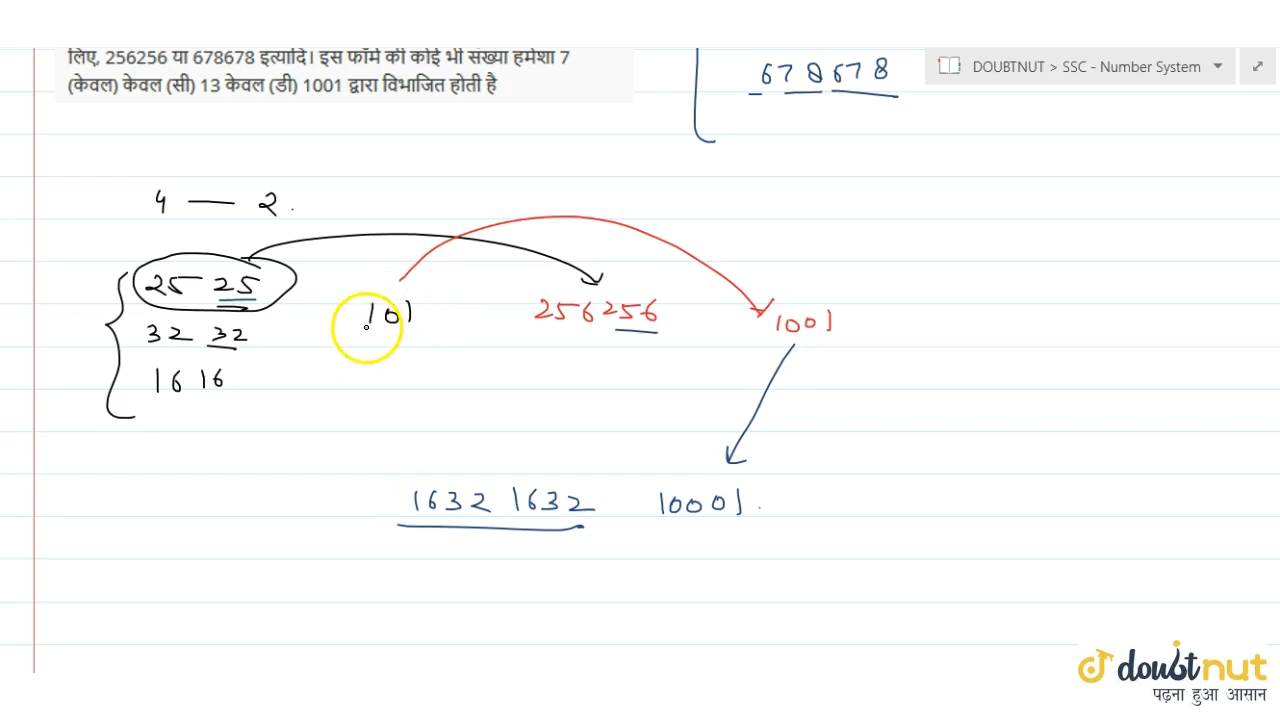 लिए, 256256 या 678678 इत्यादि। इस फॉर्म की कोई भी संख्या हमेशा 7
(केवल) केवल (सी) 13 केवल (डी) 1001 द्वारा विभाजित होती है
678678
DOUBTNUT > SSC - Number System
4 — 2.
25 25
32 32
16 16
101
256256
1001
1632 1632
10001.
doubtnut
पढ़ना हुआ आसान